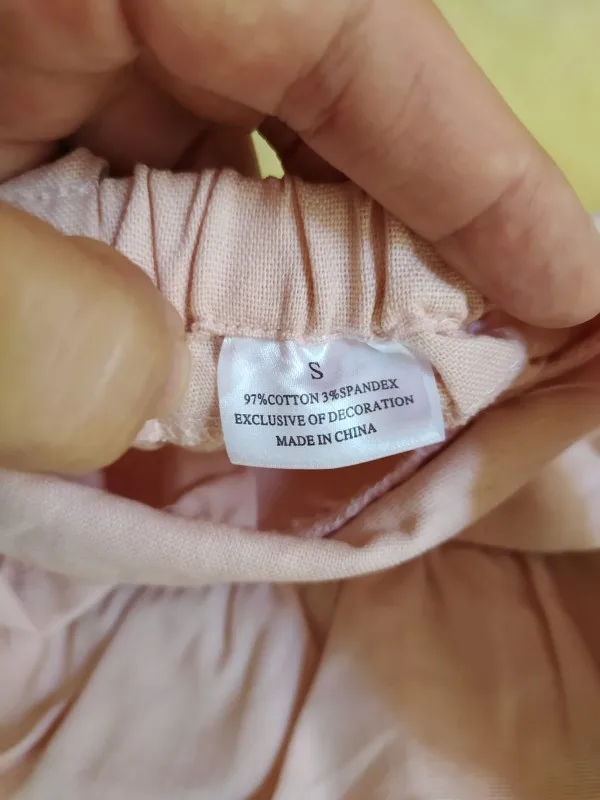 S
97%COTTON 3%SPANDEX
EXCLUSIVE OF DECORATION
MADE IN CHINA